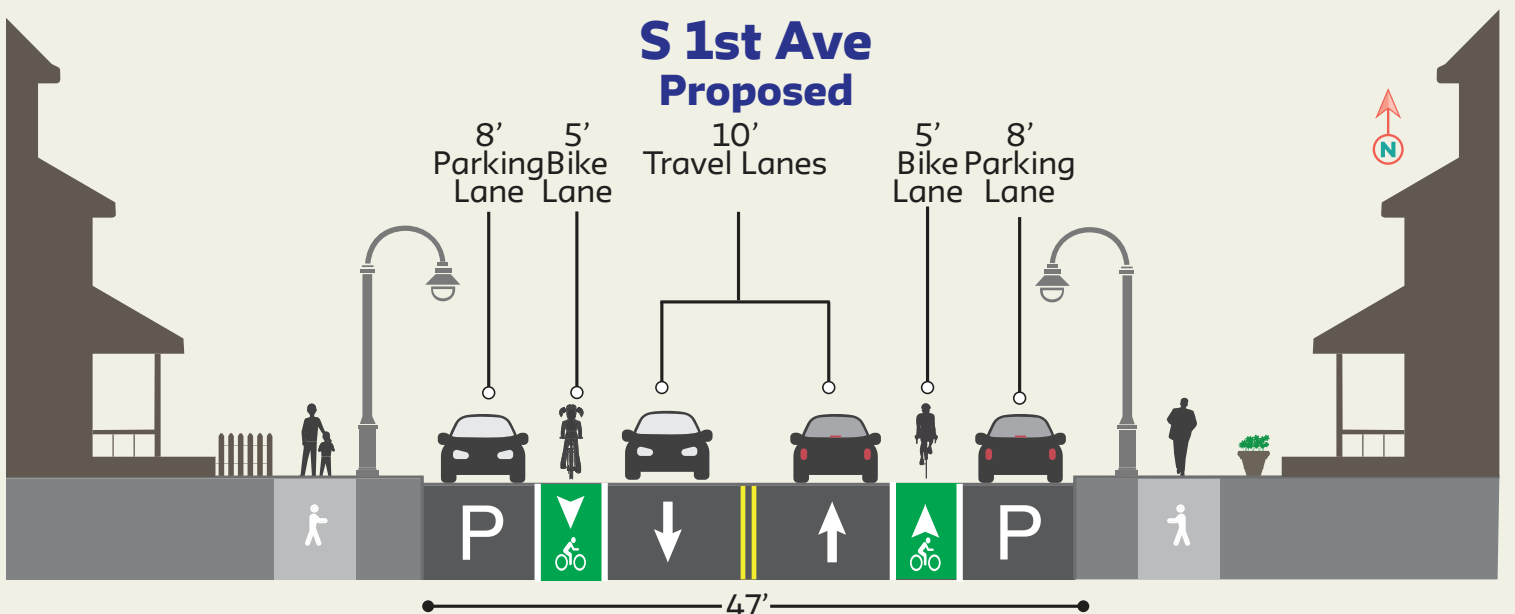 S 1st Ave
Proposed
8’ 5’ 10’ 5’ 8’
Parking Bike Travel Lanes Bike Parking
Lane Lane Lane Lane
N
P P
47’